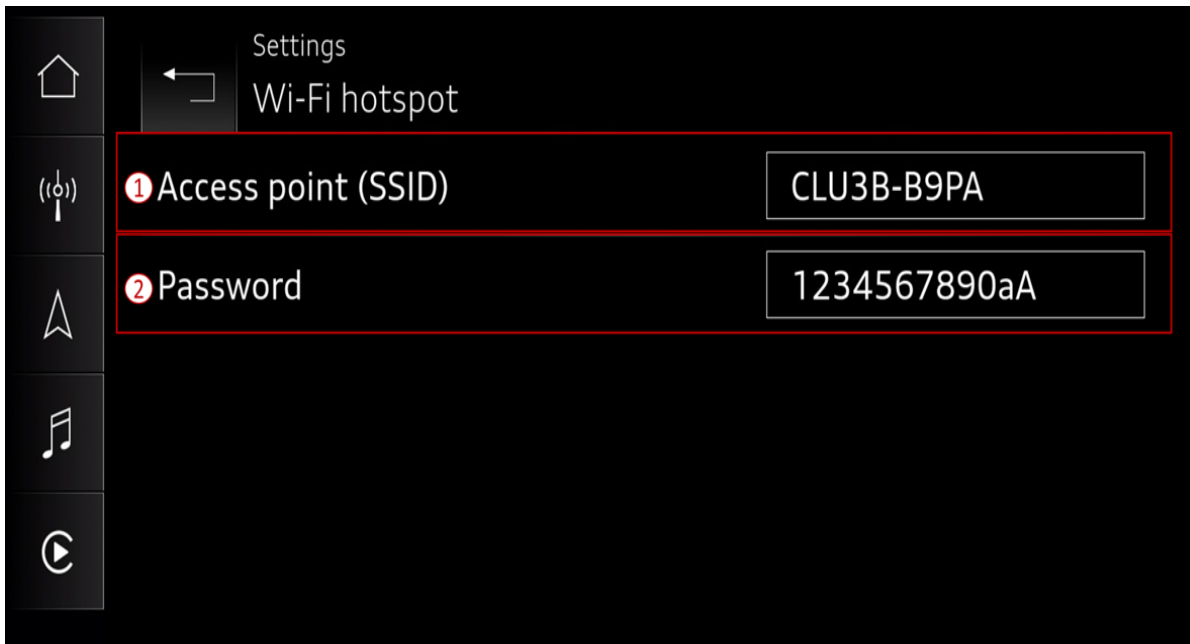 Settings
Wi-Fi hotspot
1 Access point (SSID) CLU3B-B9PA
2 Password 1234567890aA